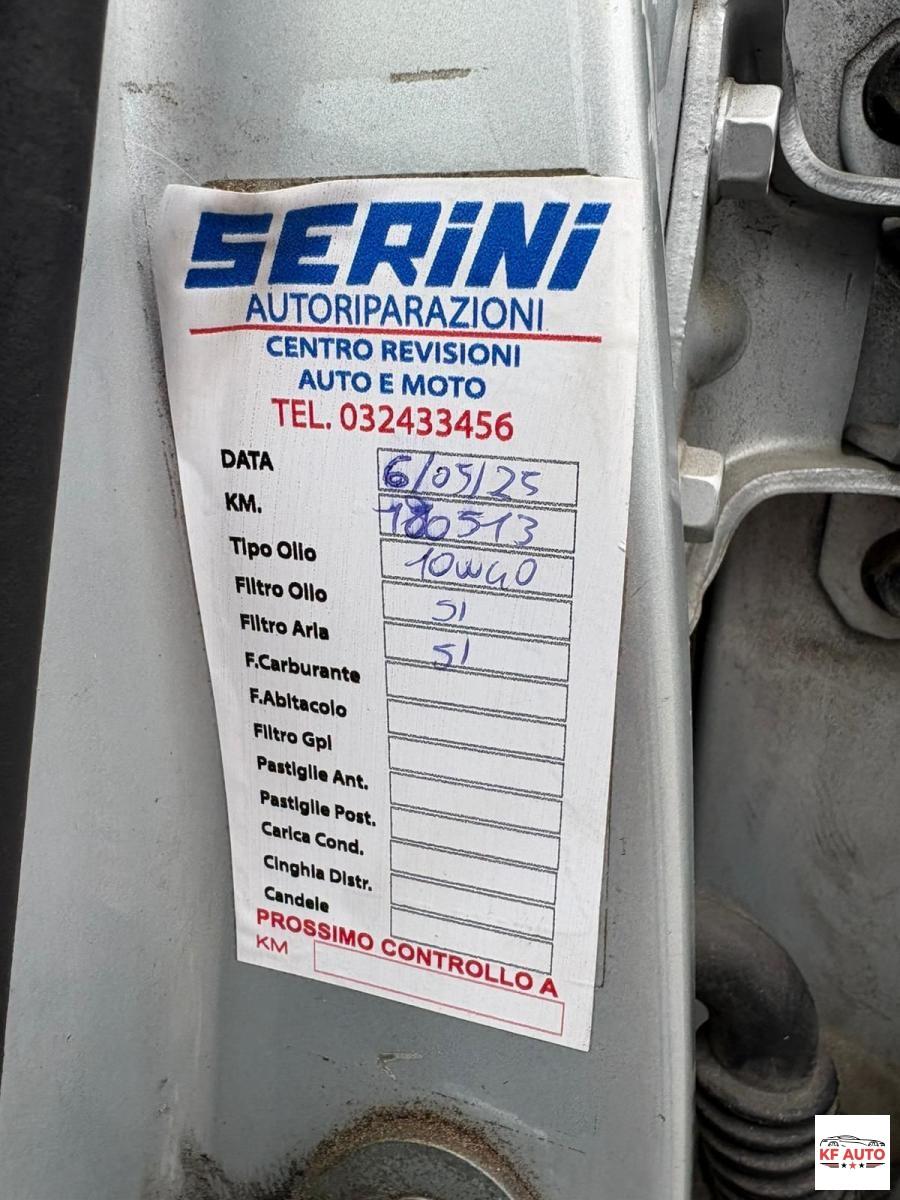 SERiNi
AUTORIPARAZIONI
CENTRO REVISIONI
AUTO E MOTO
TEL. 032433456
DATA 6/05/25
KM. 180513
Tipo Olio 10W40
Filtro Olio SI
Filtro Aria SI
F.Carburante
F.Abitacolo
Filtro Gpl
Pastiglie Ant.
Pastiglie Post.
Carica Cond.
Cinghia Distr.
Candele
PROSSIMO CONTROLLO A
KM
KF AUTO